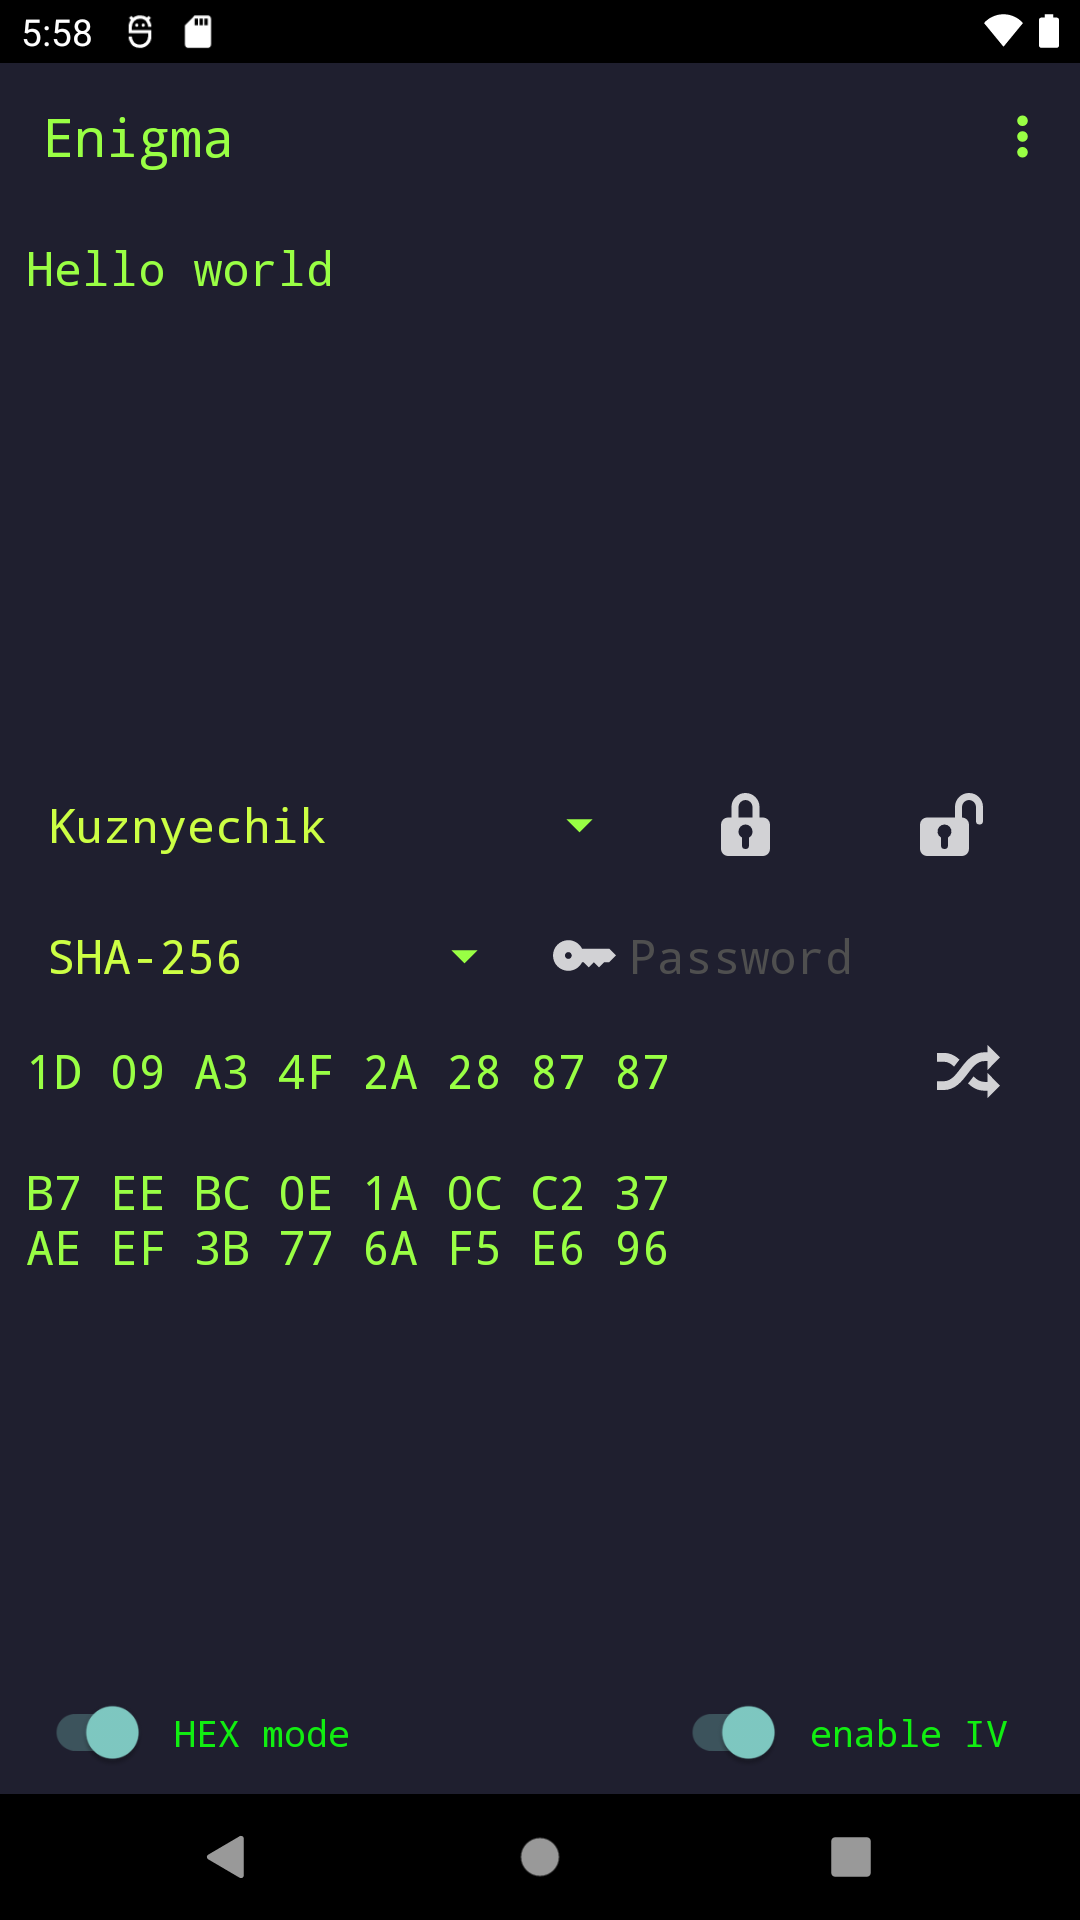 5:58
Enigma
Hello world
Kuznyechik
SHA-256
Password
1D 09 A3 4F 2A 28 87 87
B7 EE BC 0E 1A 0C C2 37
AE EF 3B 77 6A F5 E6 96
HEX mode
enable IV